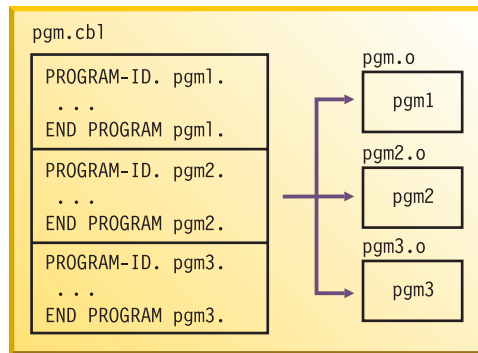 pgm.cbl
PROGRAM-ID. pgm1.
...
END PROGRAM pgm1.
PROGRAM-ID. pgm2.
...
END PROGRAM pgm2.
PROGRAM-ID. pgm3.
...
END PROGRAM pgm3.
pgm.o
pgm1
pgm2.o
pgm2
pgm3.o
pgm3